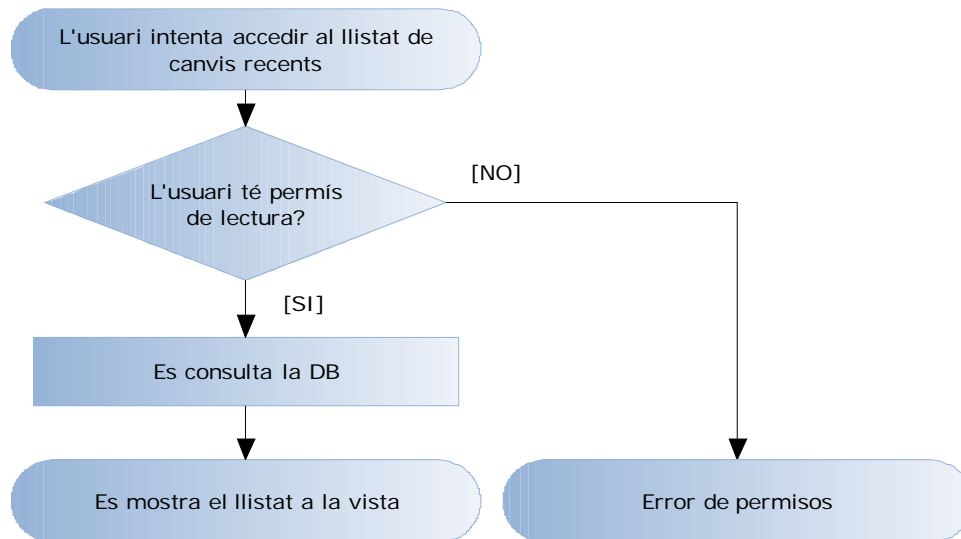 L'usuari intenta accedir al llistat de
canvis recents
[NO]
L'usuari té permís
de lectura?
[SI]
Es consulta la DB
Es mostra el llistat a la vista
Error de permisos